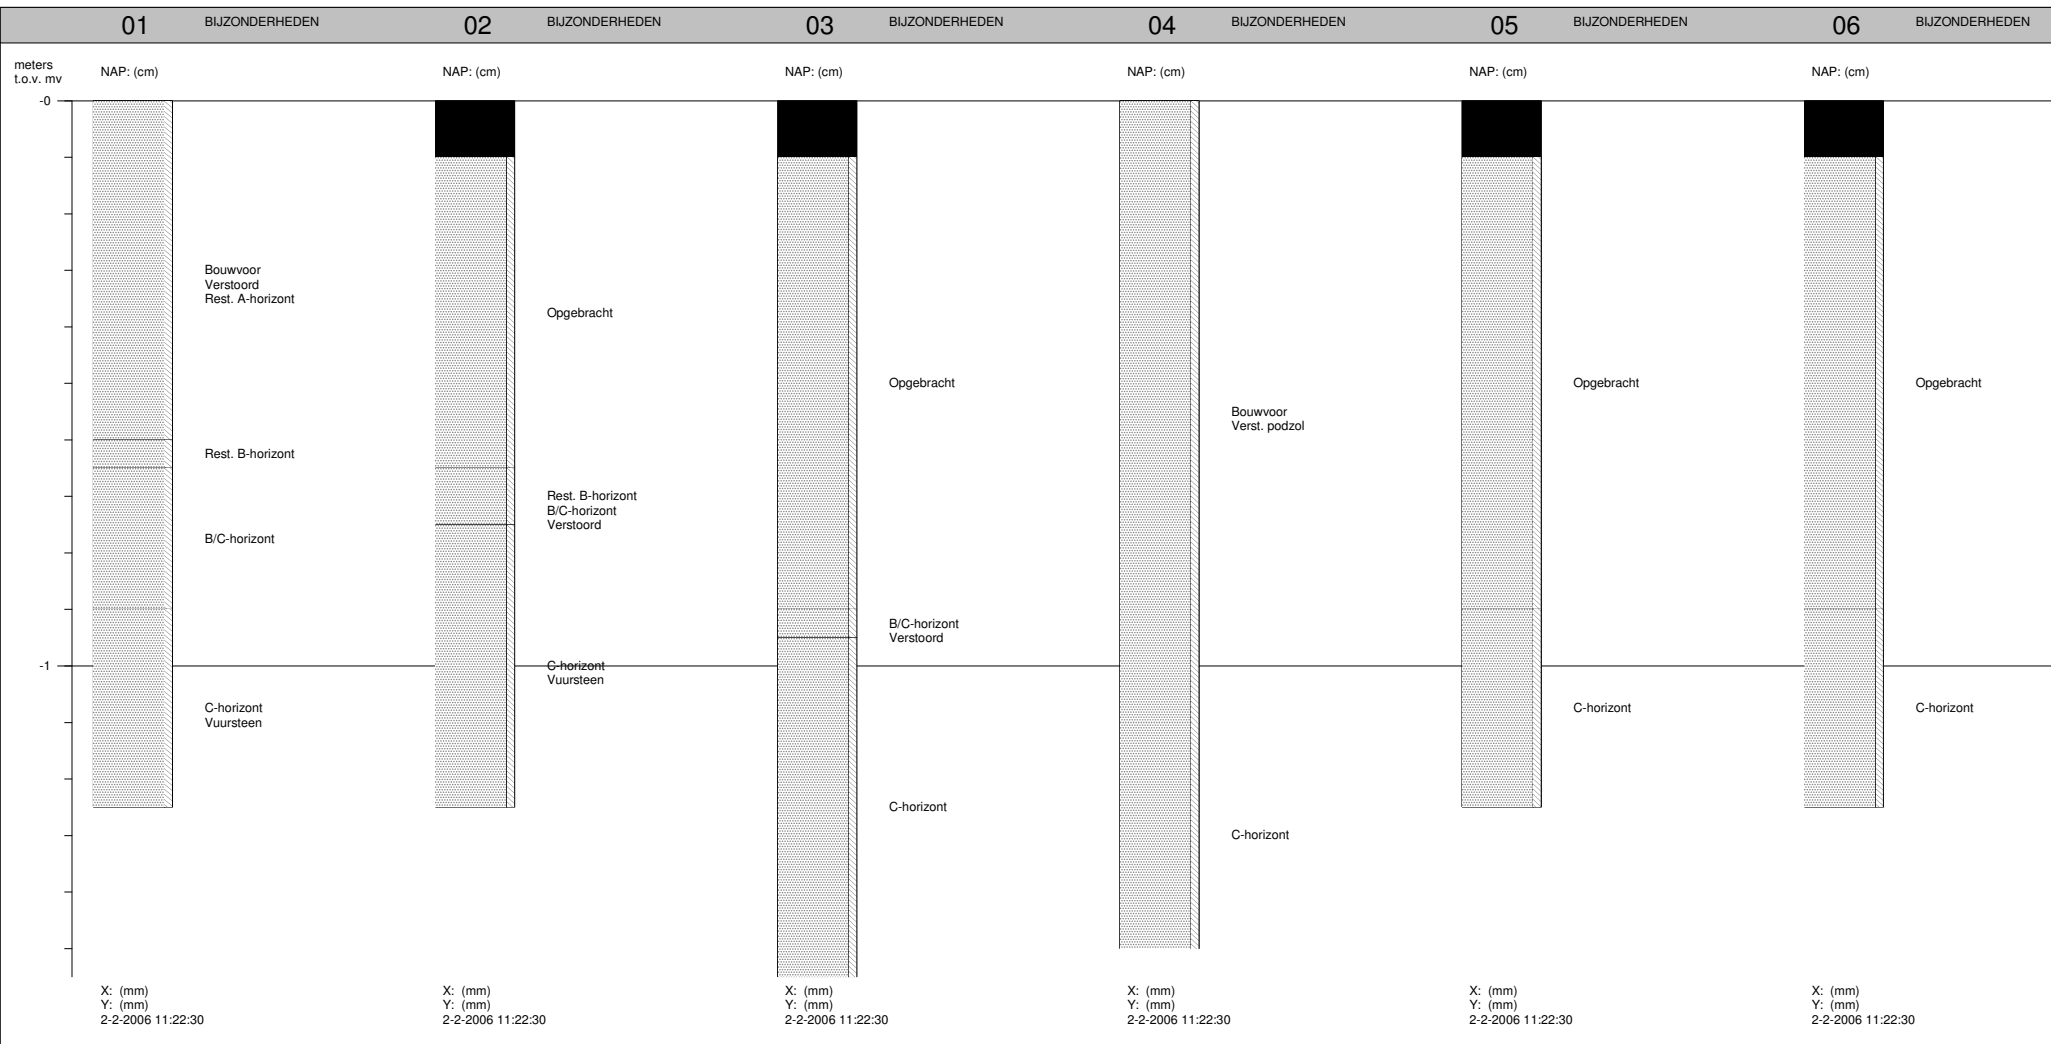 01 BIJZONDERHEDEN 02 BIJZONDERHEDEN 03 BIJZONDERHEDEN 04 BIJZONDERHEDEN 05 BIJZONDERHEDEN 06 BIJZONDERHEDEN
meters
t.o.v. mv
NAP: (cm) NAP: (cm) NAP: (cm) NAP: (cm) NAP: (cm) NAP: (cm)
-0
-1
Bouwvoor
Verstoord
Rest. A-horizont
Rest. B-horizont
B/C-horizont
C-horizont
Vuursteen
Opgebracht
Rest. B-horizont
B/C-horizont
Verstoord
C-horizont
Vuursteen
Opgebracht
B/C-horizont
Verstoord
C-horizont
Bouwvoor
Verst. podzol
C-horizont
Opgebracht
C-horizont
Opgebracht
C-horizont
X: (mm)
Y: (mm)
2-2-2006 11:22:30
X: (mm)
Y: (mm)
2-2-2006 11:22:30
X: (mm)
Y: (mm)
2-2-2006 11:22:30
X: (mm)
Y: (mm)
2-2-2006 11:22:30
X: (mm)
Y: (mm)
2-2-2006 11:22:30
X: (mm)
Y: (mm)
2-2-2006 11:22:30